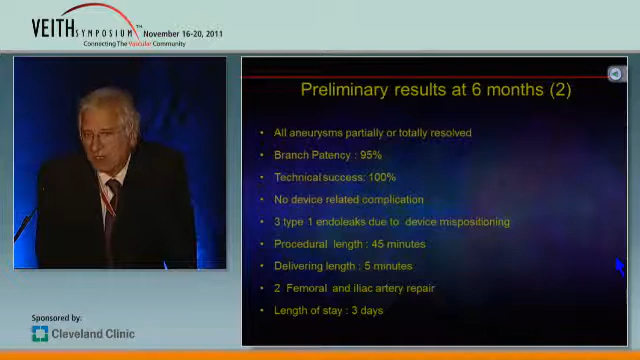 VEITHSYMPOSIUM™
November 16-20, 2011
Connecting The Vascular Community
Preliminary results at 6 months (2)
• All aneurysms partially or totally resolved
• Branch Patency : 95%
• Technical success: 100%
• No device related complication
• 3 type 1 endoleaks due to device mispositioning
• Procedural length : 45 minutes
• Delivering length : 5 minutes
• 2 Femoral and iliac artery repair
• Length of stay : 3 days
Sponsored by:
Cleveland Clinic